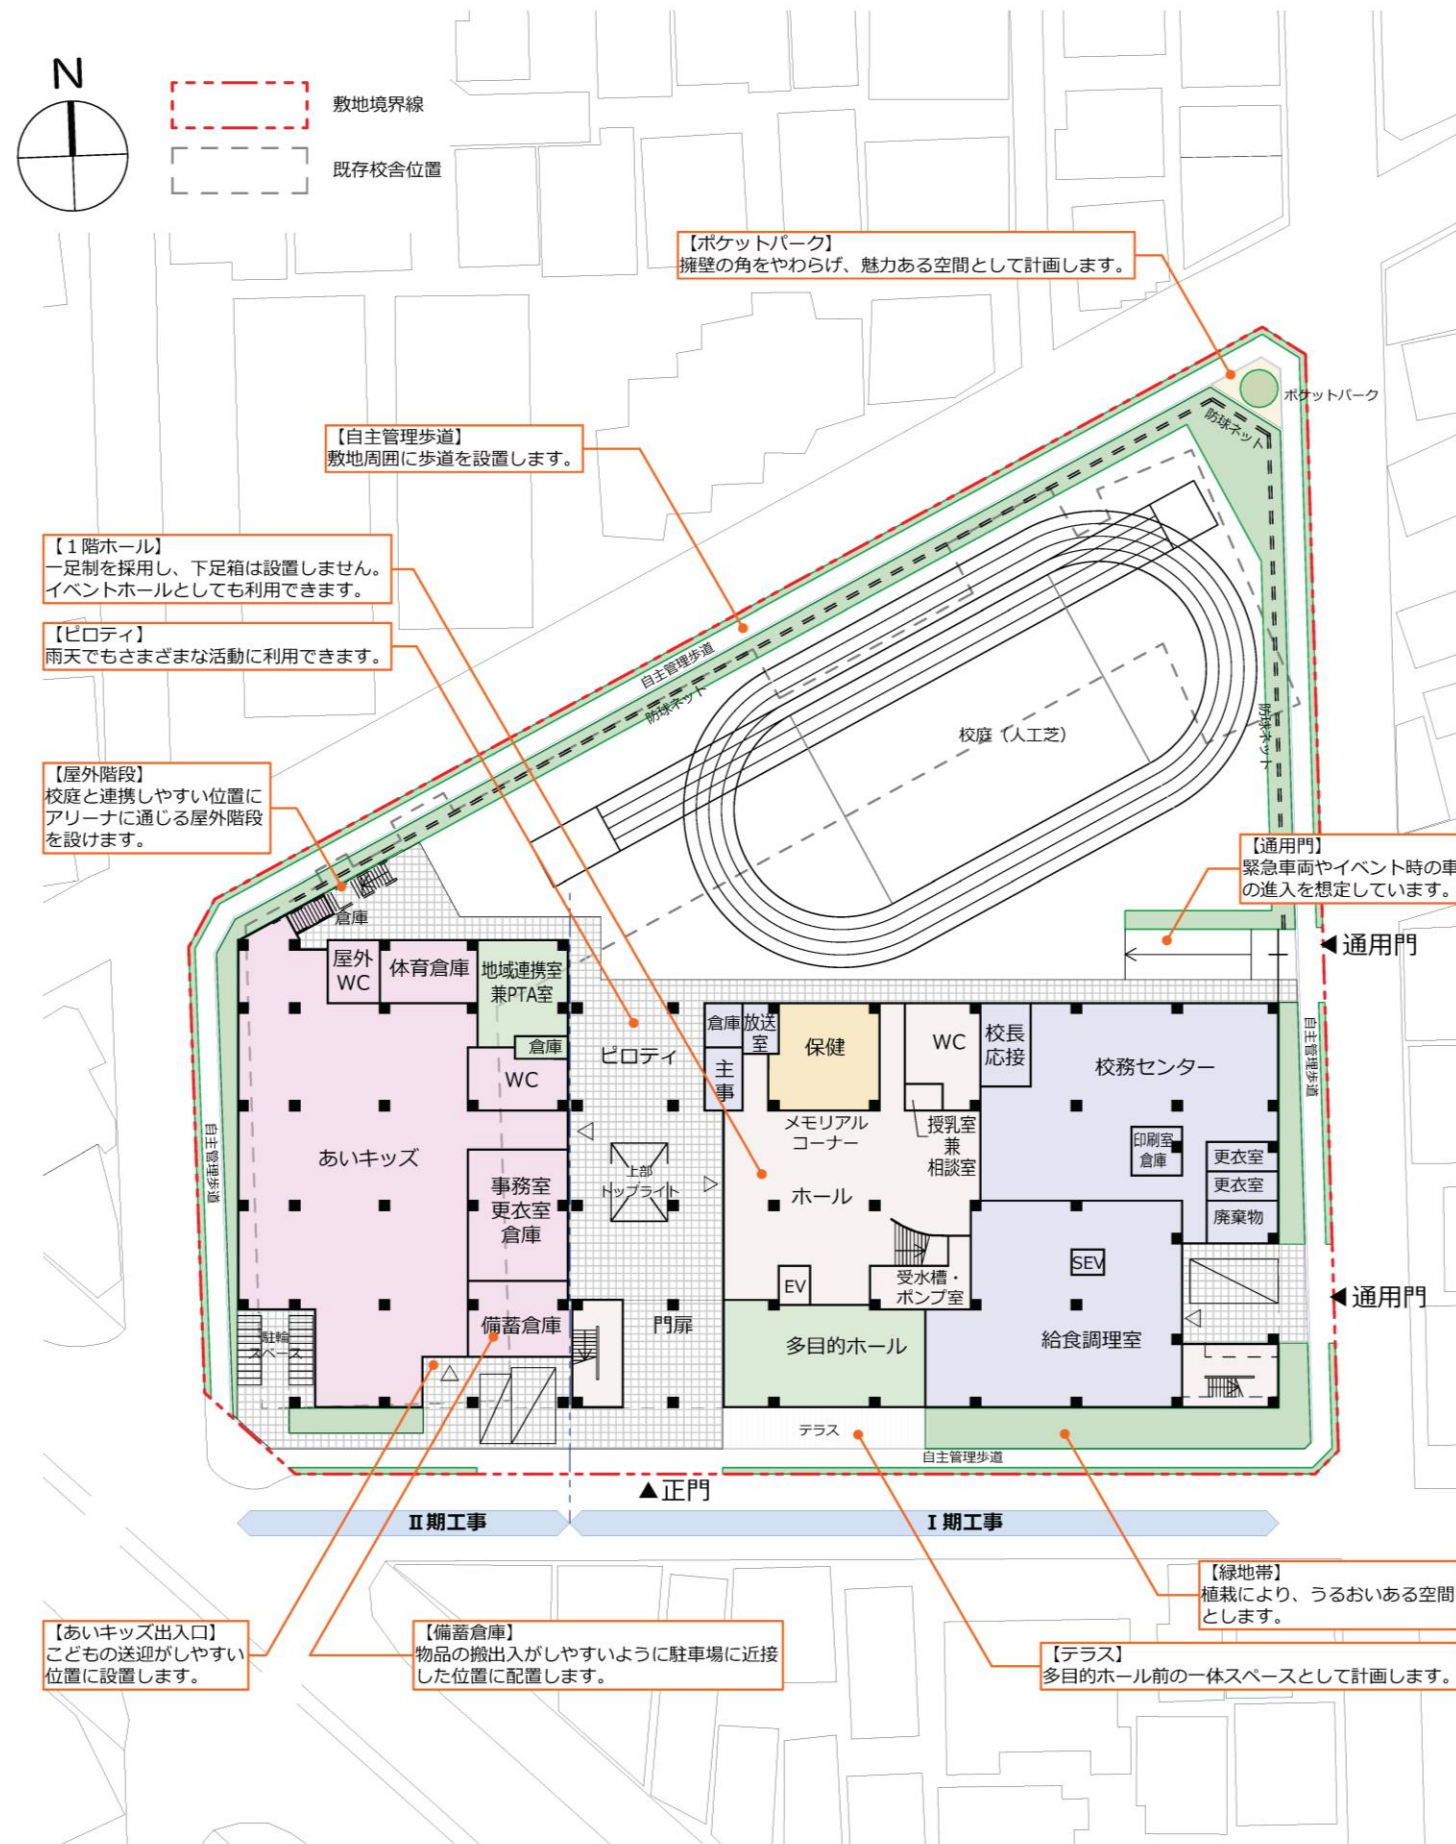 N
敷地境界線
既存校舎位置
【ポケットパーク】
擁壁の角をやわらげ、魅力ある空間として計画します。
ポケットパーク
防球ネット
【自主管理歩道】
敷地周囲に歩道を設置します。
【１階ホール】
一足制を採用し、下足箱は設置しません。
イベントホールとしても利用できます。
【ピロティ】
雨天でもさまざまな活動に利用できます。
自主管理歩道
防球ネット
防球ネット
校庭（人工芝）
【屋外階段】
校庭と連携しやすい位置に
アリーナに通じる屋外階段
を設けます。
【通用門】
緊急車両やイベント時の車
の進入を想定しています。
◀通用門
倉庫
屋外
WC
体育倉庫
地域連携室
兼PTA室
倉庫
WC
ピロティ
倉庫
放送
室
主
事
保健
WC
校長
応接
校務センター
自主管理歩道
メモリアル
コーナー
授乳室
兼
相談室
印刷室
倉庫
更衣室
更衣室
廃棄物
自主管理歩道
あいキッズ
事務室
更衣室
倉庫
上部
トップライト
ホール
SEV
EV
受水槽・
ポンプ室
◀通用門
駐輪
スペース
備蓄倉庫
門扉
多目的ホール
給食調理室
テラス
自主管理歩道
▲正門
Ⅱ期工事
Ⅰ期工事
【緑地帯】
植栽により、うるおいある空間
とします。
【あいキッズ出入口】
こどもの送迎がしやすい
位置に設置します。
【備蓄倉庫】
物品の搬出入がしやすいように駐車場に近接
した位置に配置します。
【テラス】
多目的ホール前の一体スペースとして計画します。